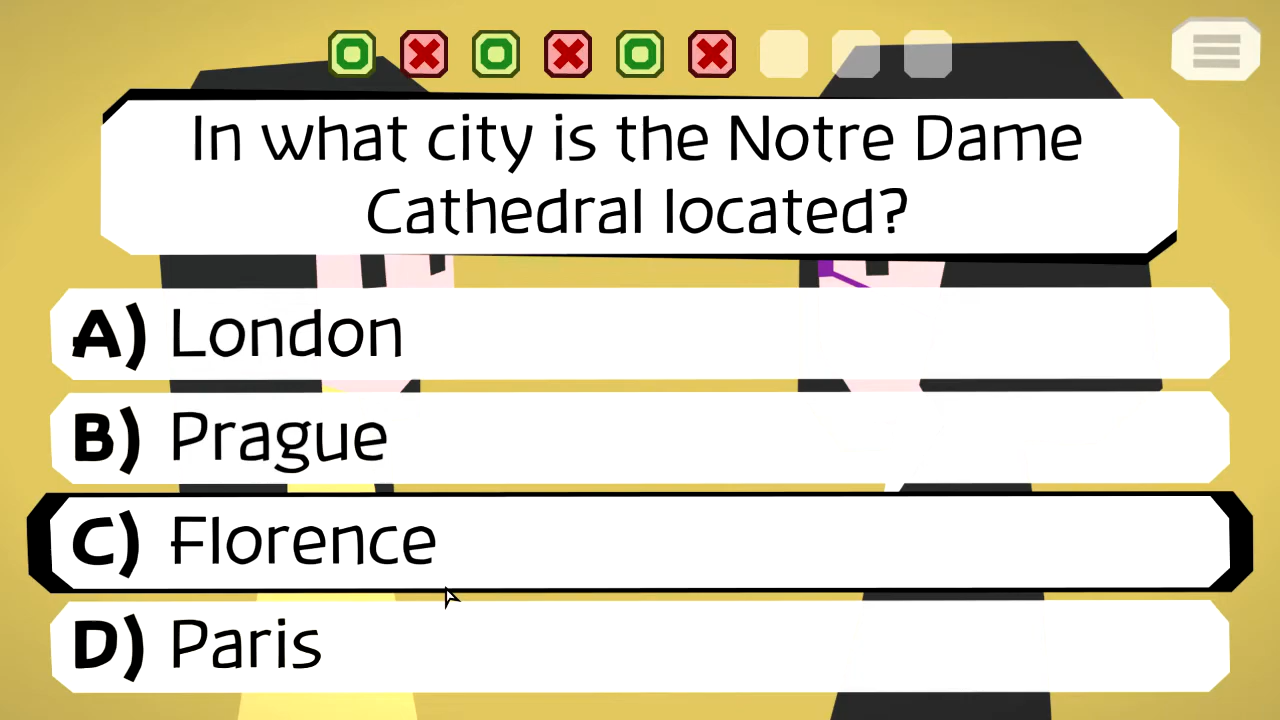 In what city is the Notre Dame
Cathedral located?
A) London
B) Prague
C) Florence
D) Paris